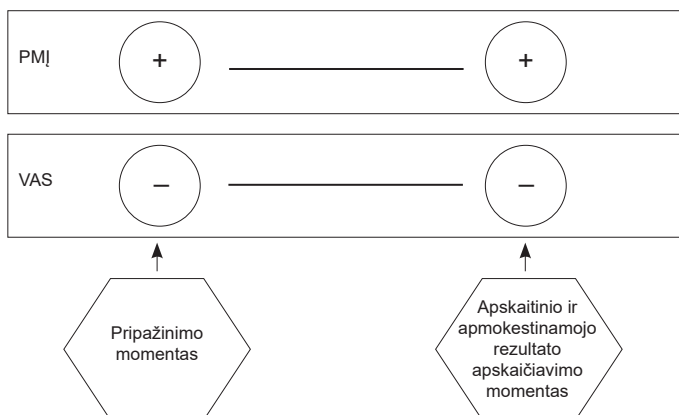 PMĮ
+
+
VAS
–
–
Pripažinimo
momentas
Apskaitinio ir
apmokestinamojo
rezultato
apskaičiavimo
momentas